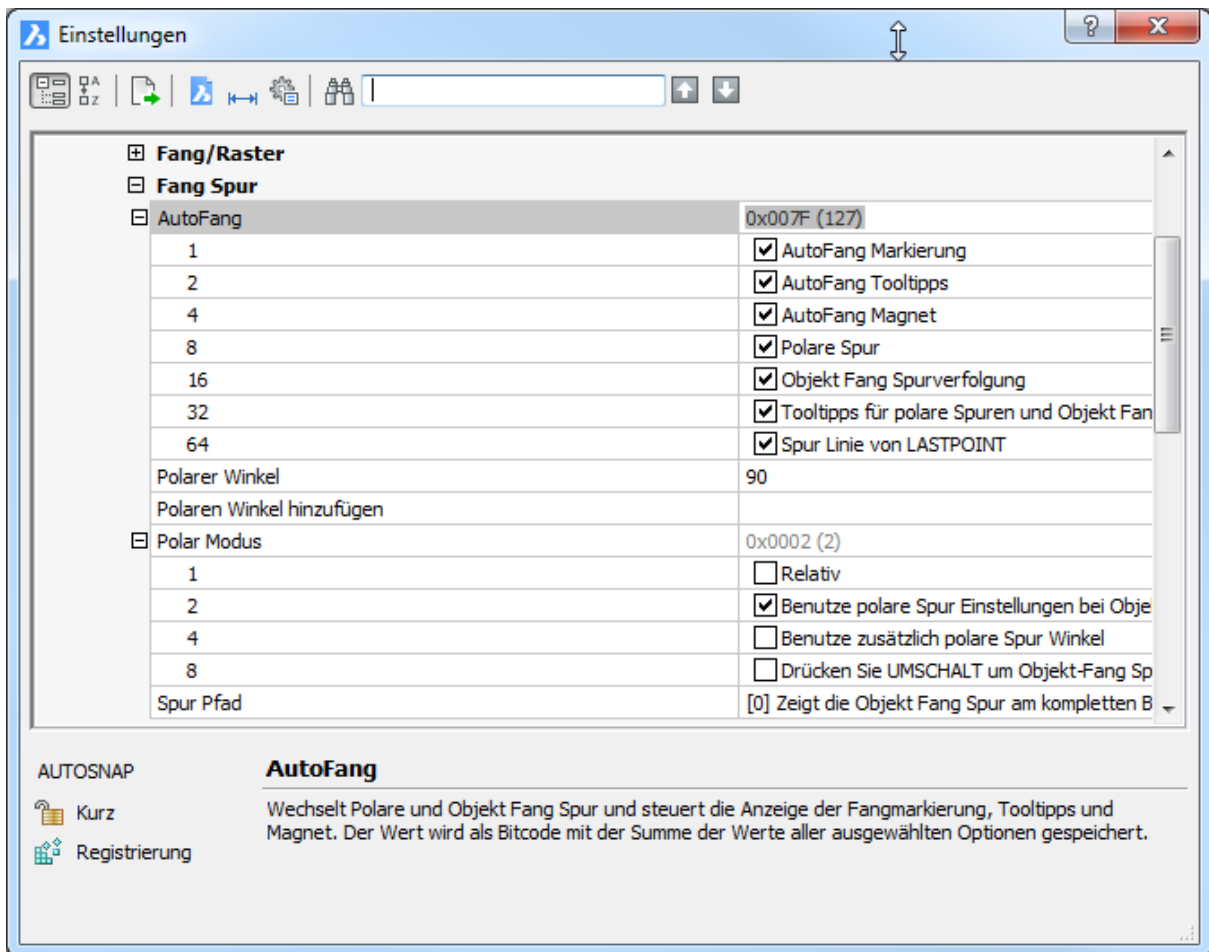 Einstellungen
Fang/Raster
Fang Spur
AutoFang 0x007F (127)
1 AutoFang Markierung
2 AutoFang Tooltipps
4 AutoFang Magnet
8 Polare Spur
16 Objekt Fang Spurverfolgung
32 Tooltipps für polare Spuren und Objekt Fan
64 Spur Linie von LASTPOINT
Polarer Winkel 90
Polaren Winkel hinzufügen
Polar Modus 0x0002 (2)
1 Relativ
2 Benutze polare Spur Einstellungen bei Obje
4 Benutze zusätzlich polare Spur Winkel
8 Drücken Sie UMSCHALT um Objekt-Fang Sp
Spur Pfad [0] Zeigt die Objekt Fang Spur am kompletten B
AUTOSNAP
Kurz
Registrierung
AutoFang
Wechselt Polare und Objekt Fang Spur und steuert die Anzeige der Fangmarkierung, Tooltipps und
Magnet. Der Wert wird als Bitcode mit der Summe der Werte aller ausgewählten Optionen gespeichert.